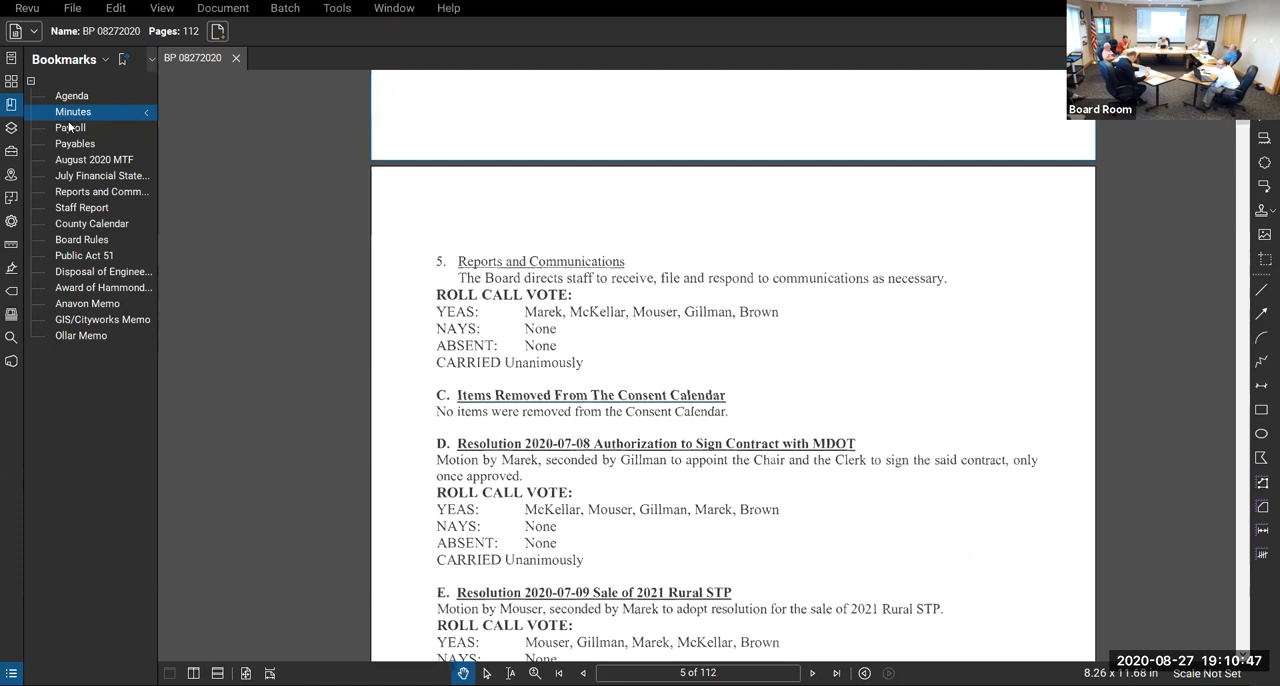 Revu File Edit View Document Batch Tools Window Help
Name: BP 08272020 Pages: 112
Bookmarks
BP 08272020
Agenda
Minutes
Payroll
Payables
August 2020 MTF
July Financial State...
Reports and Comm...
Staff Report
County Calendar
Board Rules
Public Act 51
Disposal of Enginee...
Award of Hammond...
Anavon Memo
GIS/Cityworks Memo
Ollar Memo
Board Room
5. Reports and Communications
The Board directs staff to receive, file and respond to communications as necessary.
ROLL CALL VOTE:
YEAS: Marek, McKellar, Mouser, Gillman, Brown
NAYS: None
ABSENT: None
CARRIED Unanimously
C. Items Removed From The Consent Calendar
No items were removed from the Consent Calendar.
D. Resolution 2020-07-08 Authorization to Sign Contract with MDOT
Motion by Marek, seconded by Gillman to appoint the Chair and the Clerk to sign the said contract, only
once approved.
ROLL CALL VOTE:
YEAS: McKellar, Mouser, Gillman, Marek, Brown
NAYS: None
ABSENT: None
CARRIED Unanimously
E. Resolution 2020-07-09 Sale of 2021 Rural STP
Motion by Mouser, seconded by Marek to adopt resolution for the sale of 2021 Rural STP.
ROLL CALL VOTE:
YEAS: Mouser, Gillman, Marek, McKellar, Brown
NAYS: None
5 of 112
8.26 x 11.68 in Scale Not Set
2020-08-27 19:10:47